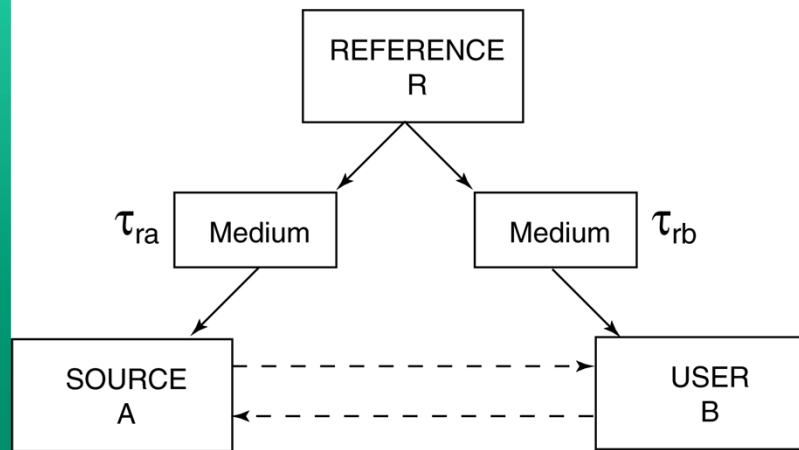 REFERENCE
R
τra
Medium
Medium
τrb
SOURCE
A
USER
B